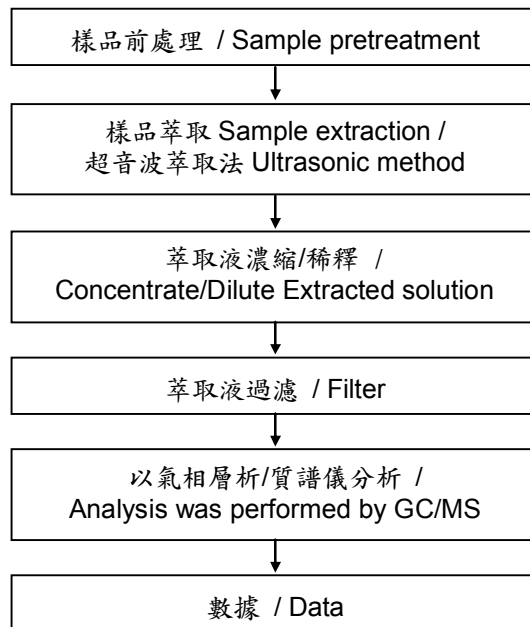 樣品前處理 / Sample pretreatment
樣品萃取 Sample extraction /
超音波萃取法 Ultrasonic method
萃取液濃縮/稀釋 /
Concentrate/Dilute Extracted solution
萃取液過濾 / Filter
以氣相層析/質譜儀分析 /
Analysis was performed by GC/MS
數據 / Data